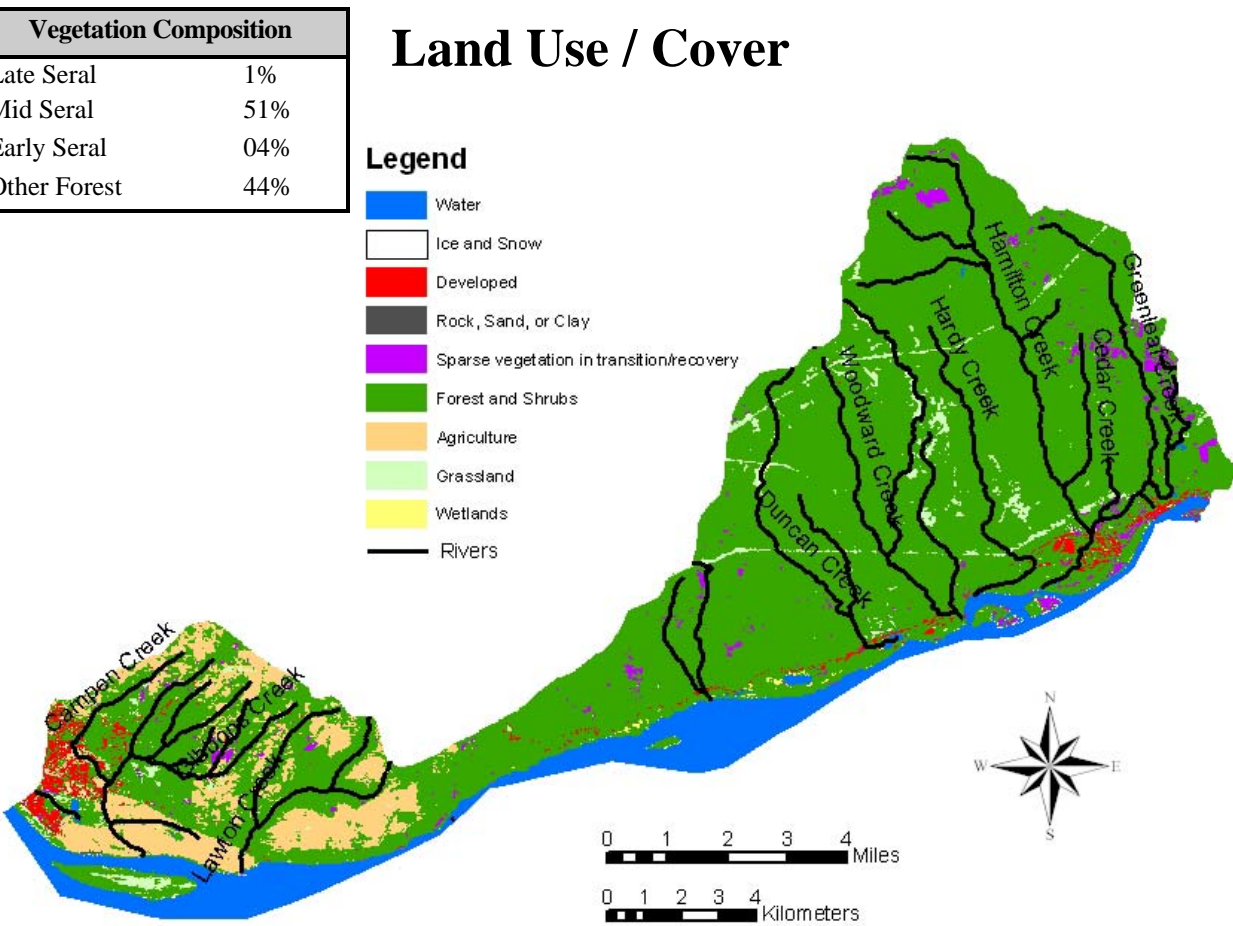 Vegetation Composition
Late Seral 1%
Mid Seral 51%
Early Seral 04%
Other Forest 44%
Land Use / Cover
Legend
Water
Ice and Snow
Developed
Rock, Sand, or Clay
Sparse vegetation in transition/recovery
Forest and Shrubs
Agriculture
Grassland
Wetlands
Rivers
Hamilton Creek
Greenleaf Creek
Hardy Creek
Cedar Creek
Woodward Creek
Duncan Creek
Campen Creek
Creek
Lawton Creek
N
W E
S
0 1 2 3 4
Miles
0 1 2 3 4
Kilometers